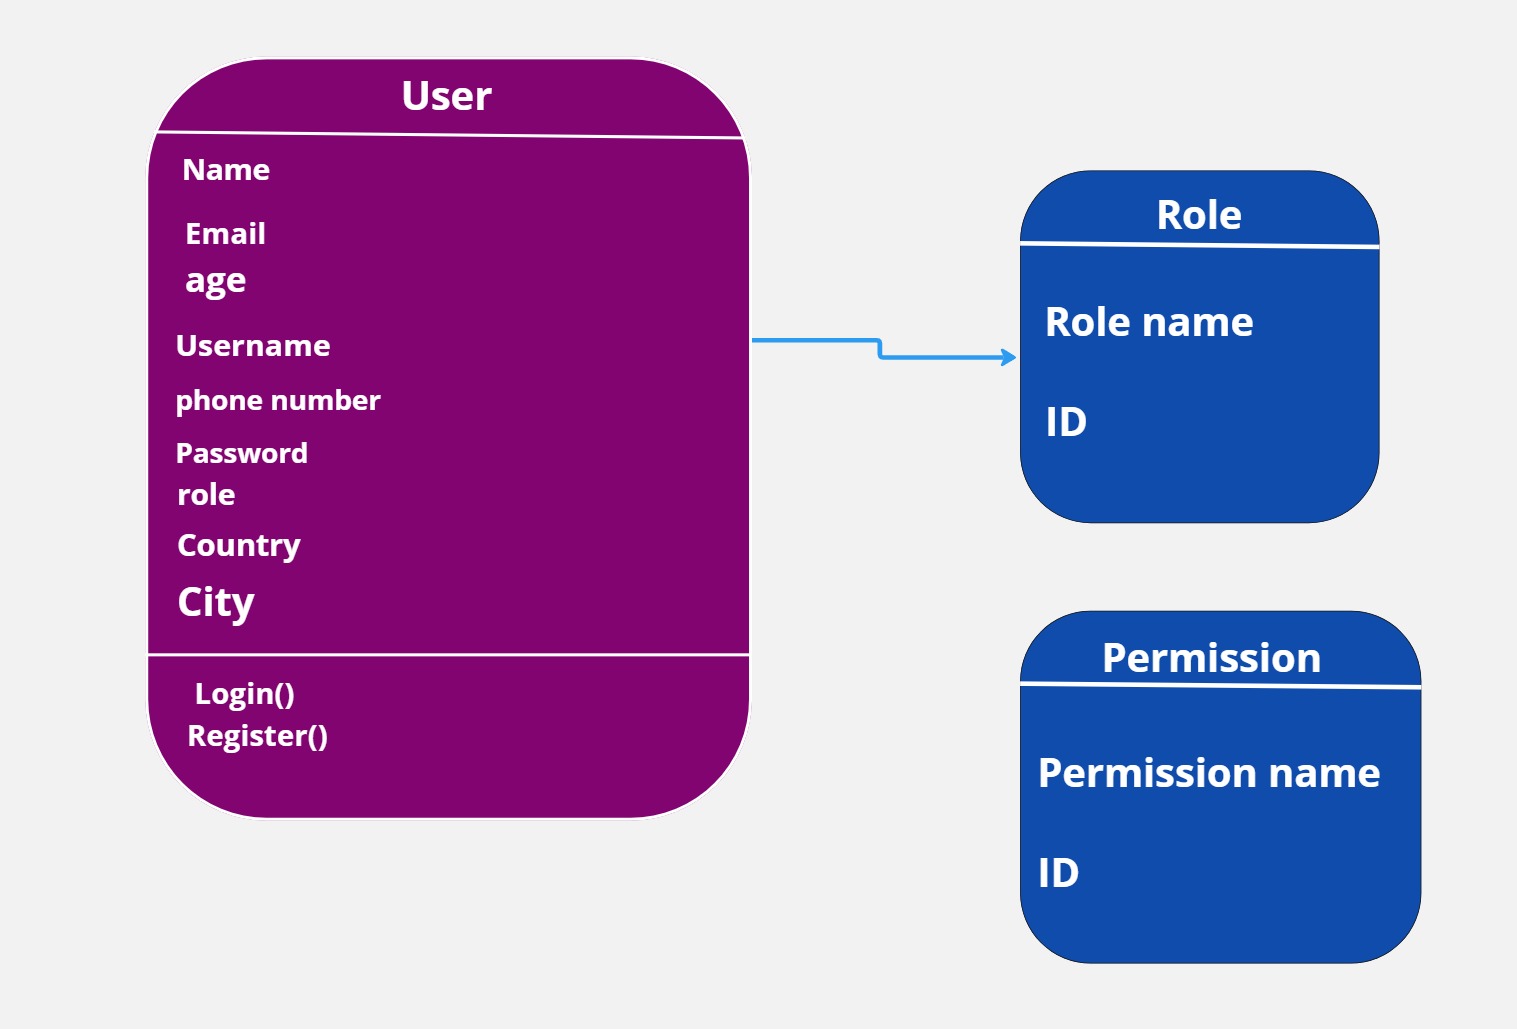 User
Name
Email
age
Username
phone number
Password
role
Country
City
Login()
Register()
Role
Role name
ID
Permission
Permission name
ID